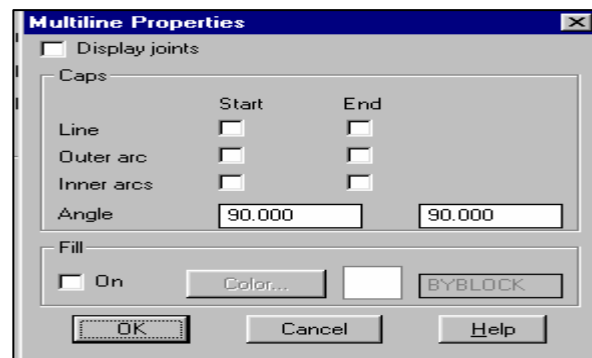 Multiline Properties
Display joints
Caps
Start End
Line
Outer arc
Inner arcs
Angle 90.000 90.000
Fill
On Color... BYBLOCK
OK Cancel Help